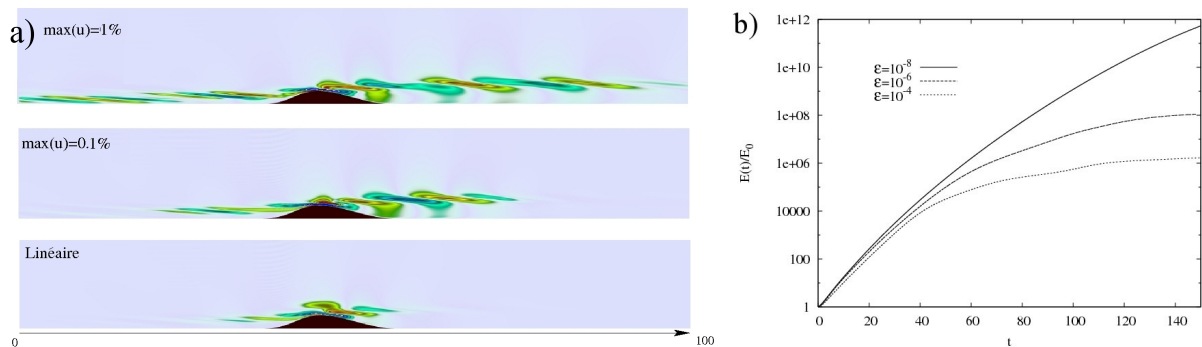 a)
max(u)=1%
max(u)=0.1%
Linéaire
0
100
b)
1e+12
1e+10
1e+08
1e+06
10000
100
1
E(t)/E₀
ε=10⁻⁸
ε=10⁻⁶
ε=10⁻⁴
0 20 40 60 80 100 120 140
t